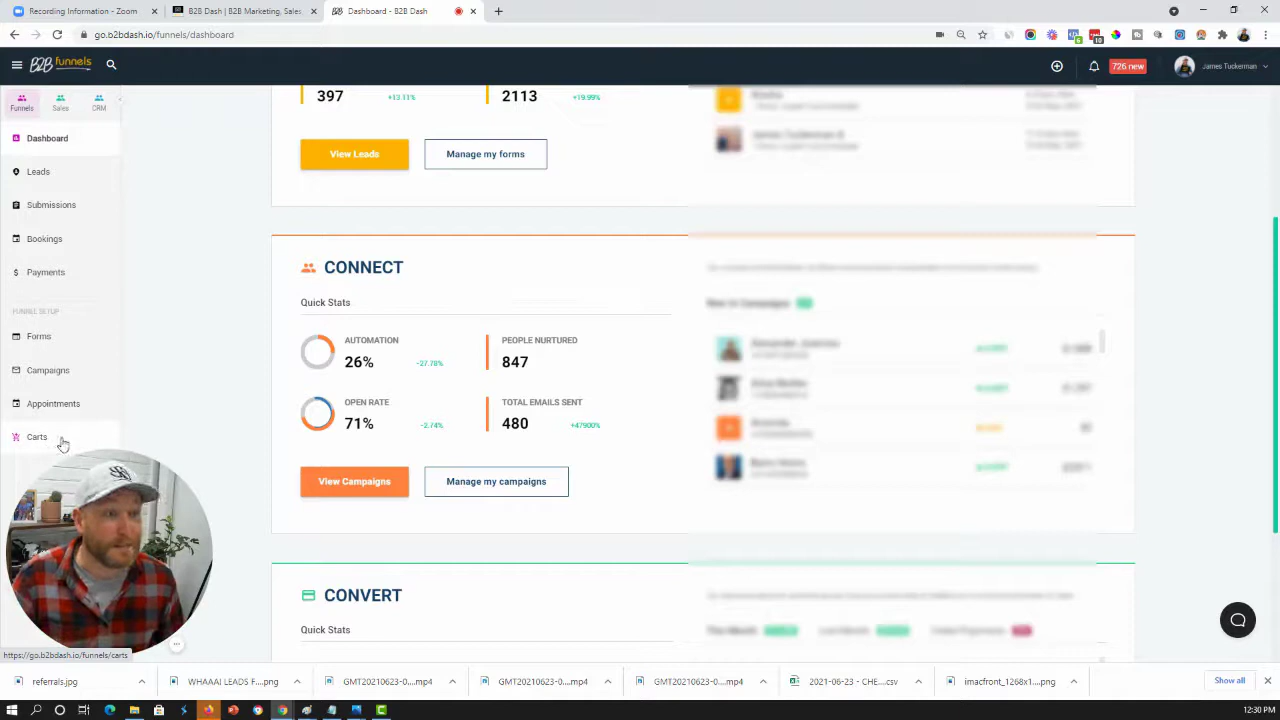 Recording Information - Zoom
B2B Dash | B2B Marketing, Sales,
Dashboard - B2B Dash
go.b2bdash.io/funnels/dashboard
B2B funnels
726 new
James Tuckerman
Funnels
Sales
CRM
397
+13.11%
2113
+19.99%
Dashboard
View Leads
Manage my forms
Leads
Submissions
Bookings
CONNECT
Payments
Quick Stats
FUNNEL SETUP
Forms
AUTOMATION
PEOPLE NURTURED
26%
-27.78%
847
Campaigns
Appointments
OPEN RATE
TOTAL EMAILS SENT
71%
-2.74%
480
+47900%
Carts
View Campaigns
Manage my campaigns
CONVERT
Quick Stats
https://go.b2bdash.io/funnels/carts
referrals.jpg
WHAAAI LEADS F....png
GMT20210623-0....mp4
GMT20210623-0....mp4
GMT20210623-0....mp4
2021-06-23 - CHE....csv
imacfront_1268x1....png
Show all
12:30 PM